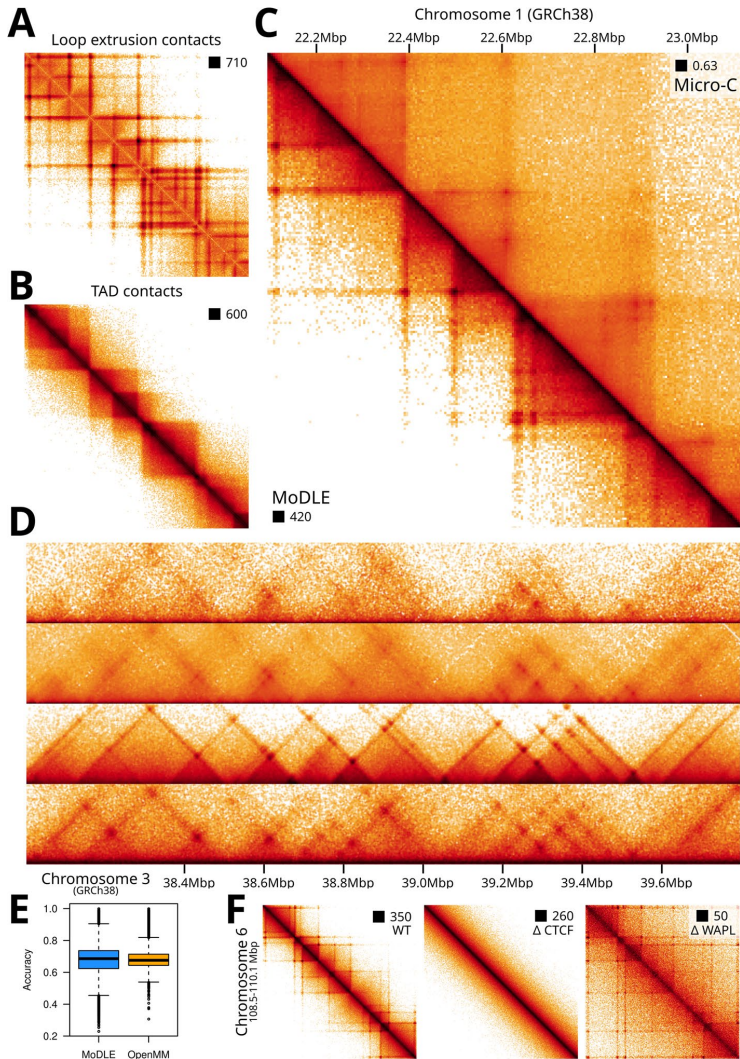 A
Loop extrusion contacts
710
B
TAD contacts
600
C
Chromosome 1 (GRCh38)
22.2Mbp 22.4Mbp 22.6Mbp 22.8Mbp 23.0Mbp
0.63
Micro-C
MoDLE
420
D
Chromosome 3
(GRCh38)
38.4Mbp 38.6Mbp 38.8Mbp 39.0Mbp 39.2Mbp 39.4Mbp 39.6Mbp
E
Accuracy
1.0
0.8
0.6
0.4
0.2
MoDLE OpenMM
F
Chromosome 6
108.5-110.1 Mbp
350
WT
260
Δ CTCF
50
Δ WAPL